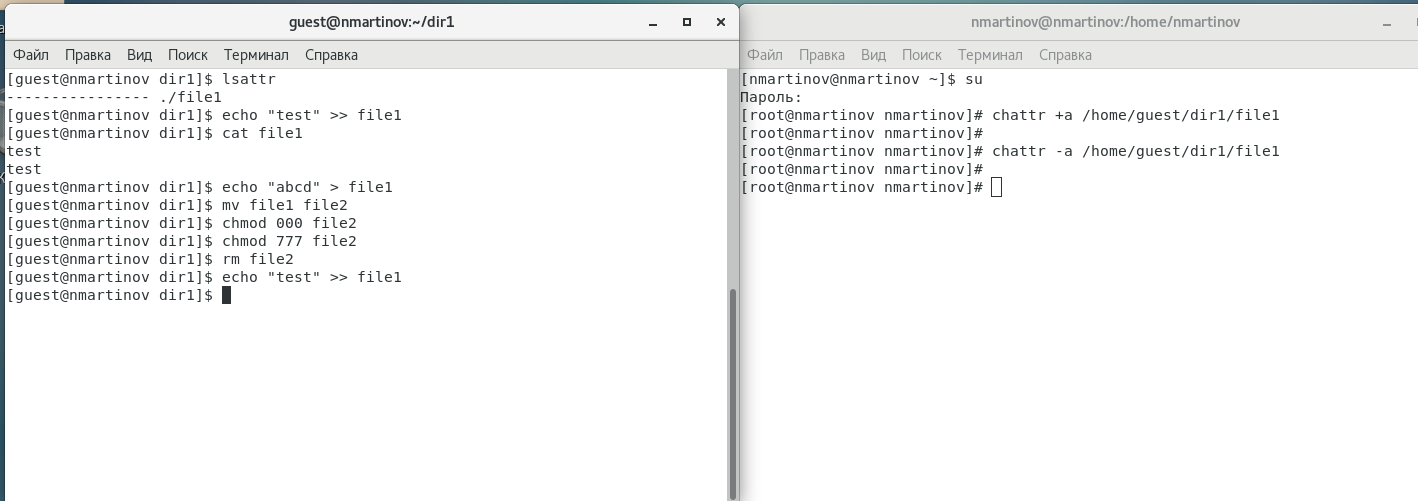 guest@nmartinov:~/dir1
Файл Правка Вид Поиск Терминал Справка
[guest@nmartinov dir1]$ lsattr
---------------- ./file1
[guest@nmartinov dir1]$ echo "test" >> file1
[guest@nmartinov dir1]$ cat file1
test
test
[guest@nmartinov dir1]$ echo "abcd" > file1
[guest@nmartinov dir1]$ mv file1 file2
[guest@nmartinov dir1]$ chmod 000 file2
[guest@nmartinov dir1]$ chmod 777 file2
[guest@nmartinov dir1]$ rm file2
[guest@nmartinov dir1]$ echo "test" >> file1
[guest@nmartinov dir1]$
nmartinov@nmartinov:/home/nmartinov
Файл Правка Вид Поиск Терминал Справка
[nmartinov@nmartinov ~]$ su
Пароль:
[root@nmartinov nmartinov]# chattr +a /home/guest/dir1/file1
[root@nmartinov nmartinov]#
[root@nmartinov nmartinov]# chattr -a /home/guest/dir1/file1
[root@nmartinov nmartinov]#
[root@nmartinov nmartinov]#